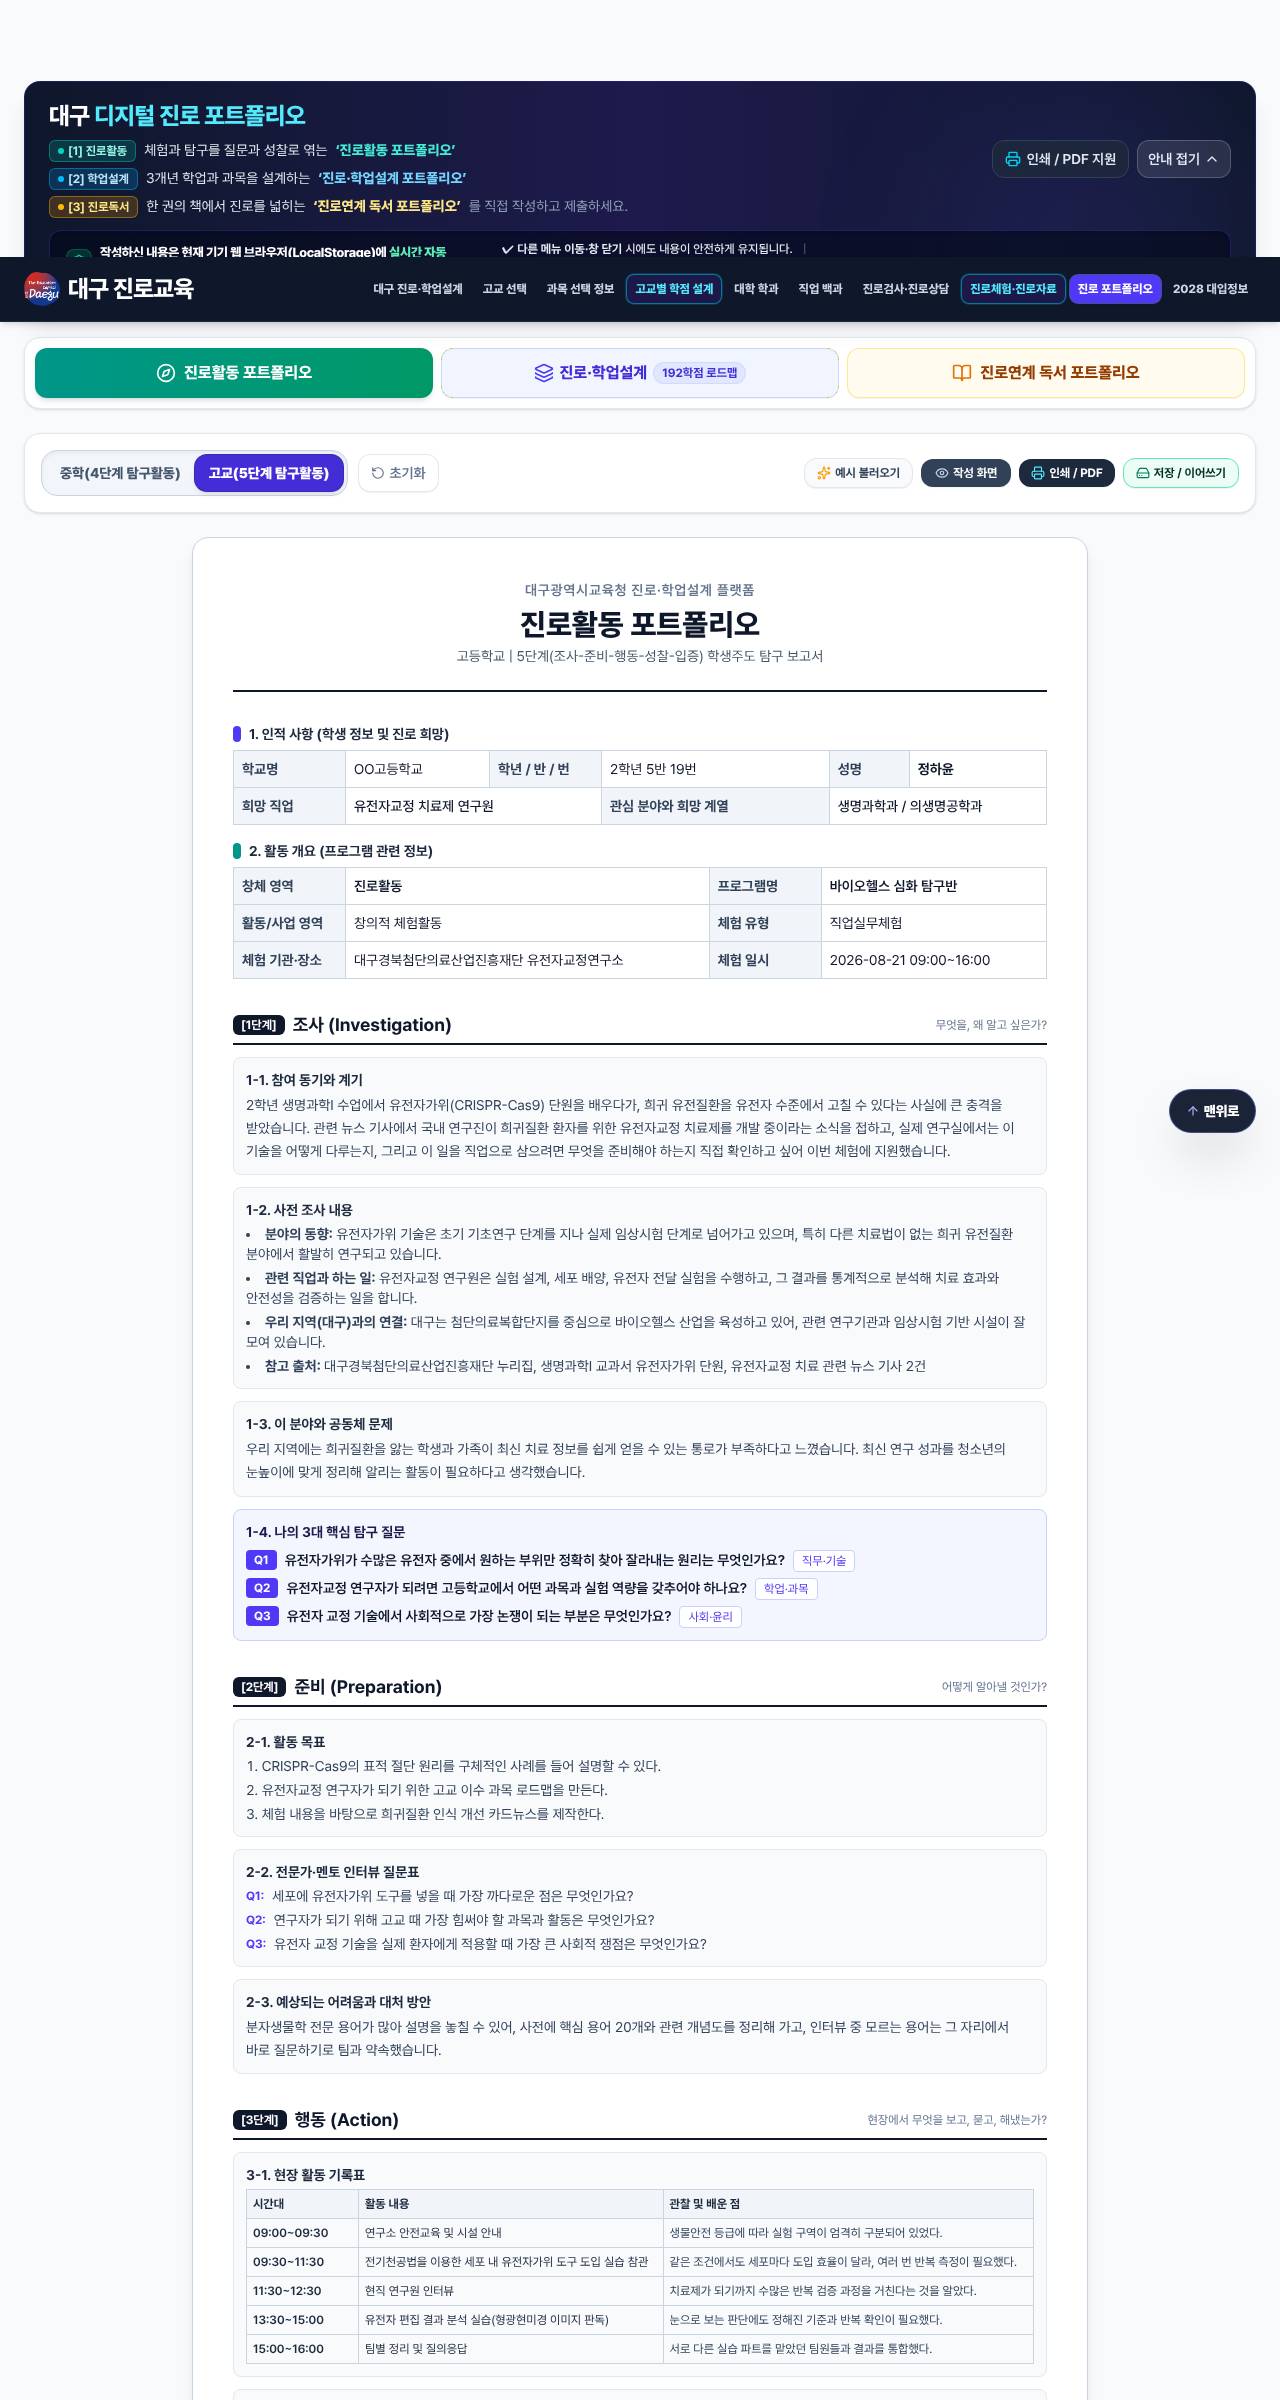 대구 디지털 진로 포트폴리오
[1] 진로활동 체험과 탐구를 질문과 성찰로 엮는 '진로활동 포트폴리오'
[2] 학업설계 3개년 학업과 과목을 설계하는 '진로·학업설계 포트폴리오'
[3] 진로독서 한 권의 책에서 진로를 넓히는 '진로연계 독서 포트폴리오' 를 직접 작성하고 제출하세요.
인쇄 / PDF 지원
안내 접기
작성하신 내용은 현재 기기 웹 브라우저(LocalStorage)에 실시간 자동
✓ 다른 메뉴 이동·창 닫기 시에도 내용이 안전하게 유지됩니다. |
The Education Capital Daegu
대구 진로교육
대구 진로·학업설계 고교 선택 과목 선택 정보 고교별 학점 설계 대학 학과 직업 백과 진로검사·진로상담 진로체험·진로자료 진로 포트폴리오 2028 대입정보
진로활동 포트폴리오
진로·학업설계 192학점 로드맵
진로연계 독서 포트폴리오
중학(4단계 탐구활동) 고교(5단계 탐구활동) 초기화
예시 불러오기 작성 화면 인쇄 / PDF 저장 / 이어쓰기
대구광역시교육청 진로·학업설계 플랫폼
진로활동 포트폴리오
고등학교 | 5단계(조사-준비-행동-성찰-입증) 학생주도 탐구 보고서
1. 인적 사항 (학생 정보 및 진로 희망)
학교명 OO고등학교 학년 / 반 / 번 2학년 5반 19번 성명 정하윤
희망 직업 유전자교정 치료제 연구원 관심 분야와 희망 계열 생명과학과 / 의생명공학과
2. 활동 개요 (프로그램 관련 정보)
창체 영역 진로활동 프로그램명 바이오헬스 심화 탐구반
활동/사업 영역 창의적 체험활동 체험 유형 직업실무체험
체험 기관·장소 대구경북첨단의료산업진흥재단 유전자교정연구소 체험 일시 2026-08-21 09:00~16:00
[1단계] 조사 (Investigation) 무엇을, 왜 알고 싶은가?
1-1. 참여 동기와 계기
2학년 생명과학Ⅰ 수업에서 유전자가위(CRISPR-Cas9) 단원을 배우다가, 희귀 유전질환을 유전자 수준에서 고칠 수 있다는 사실에 큰 충격을
받았습니다. 관련 뉴스 기사에서 국내 연구진이 희귀질환 환자를 위한 유전자교정 치료제를 개발 중이라는 소식을 접하고, 실제 연구실에서는 이
기술을 어떻게 다루는지, 그리고 이 일을 직업으로 삼으려면 무엇을 준비해야 하는지 직접 확인하고 싶어 이번 체험에 지원했습니다.
1-2. 사전 조사 내용
• 분야의 동향: 유전자가위 기술은 초기 기초연구 단계를 지나 실제 임상시험 단계로 넘어가고 있으며, 특히 다른 치료법이 없는 희귀 유전질환
분야에서 활발히 연구되고 있습니다.
• 관련 직업과 하는 일: 유전자교정 연구원은 실험 설계, 세포 배양, 유전자 전달 실험을 수행하고, 그 결과를 통계적으로 분석해 치료 효과와
안전성을 검증하는 일을 합니다.
• 우리 지역(대구)과의 연결: 대구는 첨단의료복합단지를 중심으로 바이오헬스 산업을 육성하고 있어, 관련 연구기관과 임상시험 기반 시설이 잘
모여 있습니다.
• 참고 출처: 대구경북첨단의료산업진흥재단 누리집, 생명과학Ⅰ 교과서 유전자가위 단원, 유전자교정 치료 관련 뉴스 기사 2건
1-3. 이 분야와 공동체 문제
우리 지역에는 희귀질환을 앓는 학생과 가족이 최신 치료 정보를 쉽게 얻을 수 있는 통로가 부족하다고 느꼈습니다. 최신 연구 성과를 청소년의
눈높이에 맞게 정리해 알리는 활동이 필요하다고 생각했습니다.
1-4. 나의 3대 핵심 탐구 질문
Q1 유전자가위가 수많은 유전자 중에서 원하는 부위만 정확히 찾아 잘라내는 원리는 무엇인가요? 직무·기술
Q2 유전자교정 연구자가 되려면 고등학교에서 어떤 과목과 실험 역량을 갖추어야 하나요? 학업·과목
Q3 유전자 교정 기술에서 사회적으로 가장 논쟁이 되는 부분은 무엇인가요? 사회·윤리
맨위로
[2단계] 준비 (Preparation) 어떻게 알아낼 것인가?
2-1. 활동 목표
1. CRISPR-Cas9의 표적 절단 원리를 구체적인 사례를 들어 설명할 수 있다.
2. 유전자교정 연구자가 되기 위한 고교 이수 과목 로드맵을 만든다.
3. 체험 내용을 바탕으로 희귀질환 인식 개선 카드뉴스를 제작한다.
2-2. 전문가·멘토 인터뷰 질문표
Q1: 세포에 유전자가위 도구를 넣을 때 가장 까다로운 점은 무엇인가요?
Q2: 연구자가 되기 위해 고교 때 가장 힘써야 할 과목과 활동은 무엇인가요?
Q3: 유전자 교정 기술을 실제 환자에게 적용할 때 가장 큰 사회적 쟁점은 무엇인가요?
2-3. 예상되는 어려움과 대처 방안
분자생물학 전문 용어가 많아 설명을 놓칠 수 있어, 사전에 핵심 용어 20개와 관련 개념도를 정리해 가고, 인터뷰 중 모르는 용어는 그 자리에서
바로 질문하기로 팀과 약속했습니다.
[3단계] 행동 (Action) 현장에서 무엇을 보고, 묻고, 해냈는가?
3-1. 현장 활동 기록표
시간대 활동 내용 관찰 및 배운 점
09:00~09:30 연구소 안전교육 및 시설 안내 생물안전 등급에 따라 실험 구역이 엄격히 구분되어 있었다.
09:30~11:30 전기천공법을 이용한 세포 내 유전자가위 도구 도입 실습 참관 같은 조건에서도 세포마다 도입 효율이 달라, 여러 번 반복 측정이 필요했다.
11:30~12:30 현직 연구원 인터뷰 치료제가 되기까지 수많은 반복 검증 과정을 거친다는 것을 알았다.
13:30~15:00 유전자 편집 결과 분석 실습(형광현미경 이미지 판독) 눈으로 보는 판단에도 정해진 기준과 반복 확인이 필요했다.
15:00~16:00 팀별 정리 및 질의응답 서로 다른 실습 파트를 맡았던 팀원들과 결과를 통합했다.